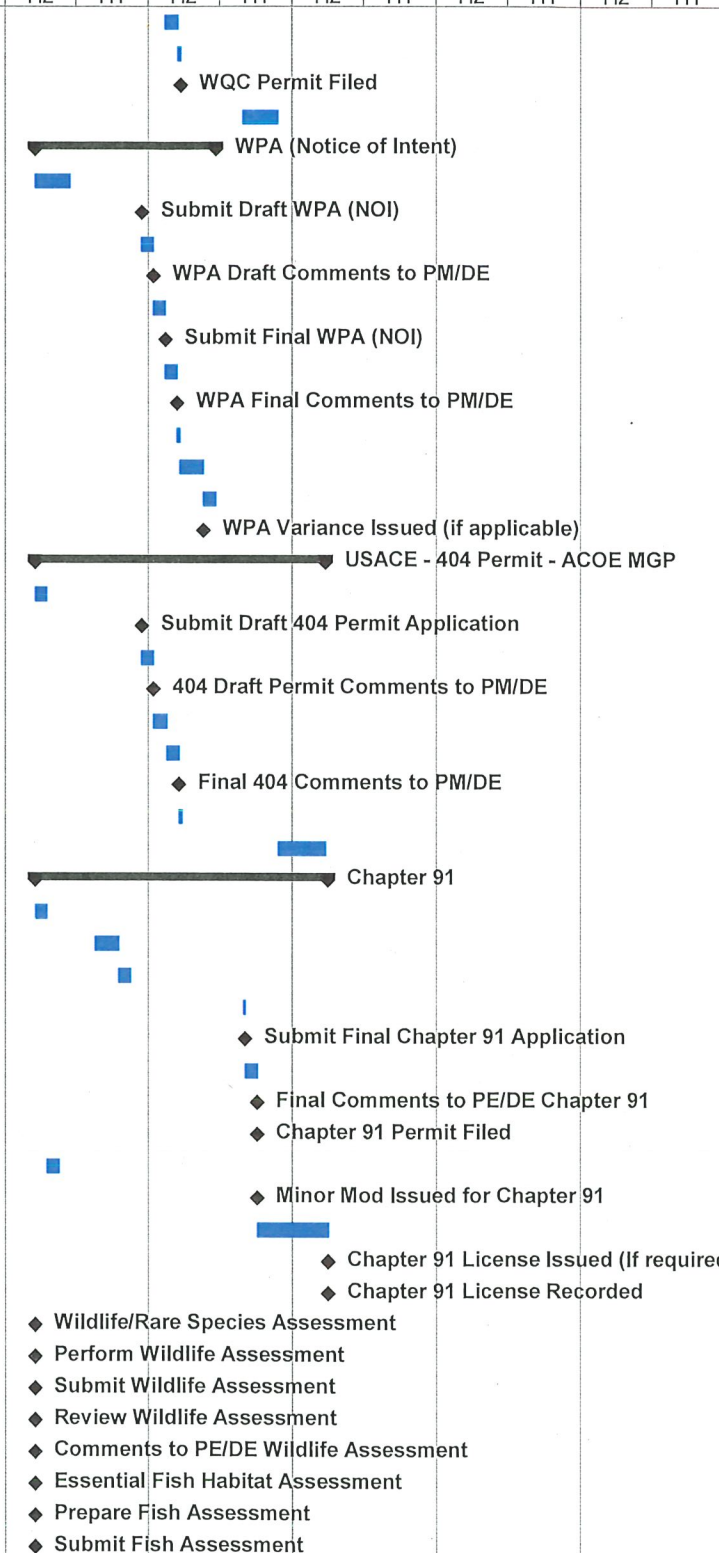 WQC Permit Filed
WPA (Notice of Intent)
Submit Draft WPA (NOI)
WPA Draft Comments to PM/DE
Submit Final WPA (NOI)
WPA Final Comments to PM/DE
WPA Variance Issued (if applicable)
USACE - 404 Permit - ACOE MGP
Submit Draft 404 Permit Application
404 Draft Permit Comments to PM/DE
Final 404 Comments to PM/DE
Chapter 91
Submit Final Chapter 91 Application
Final Comments to PE/DE Chapter 91
Chapter 91 Permit Filed
Minor Mod Issued for Chapter 91
Chapter 91 License Issued (If require
Chapter 91 License Recorded
Wildlife/Rare Species Assessment
Perform Wildlife Assessment
Submit Wildlife Assessment
Review Wildlife Assessment
Comments to PE/DE Wildlife Assessment
Essential Fish Habitat Assessment
Prepare Fish Assessment
Submit Fish Assessment